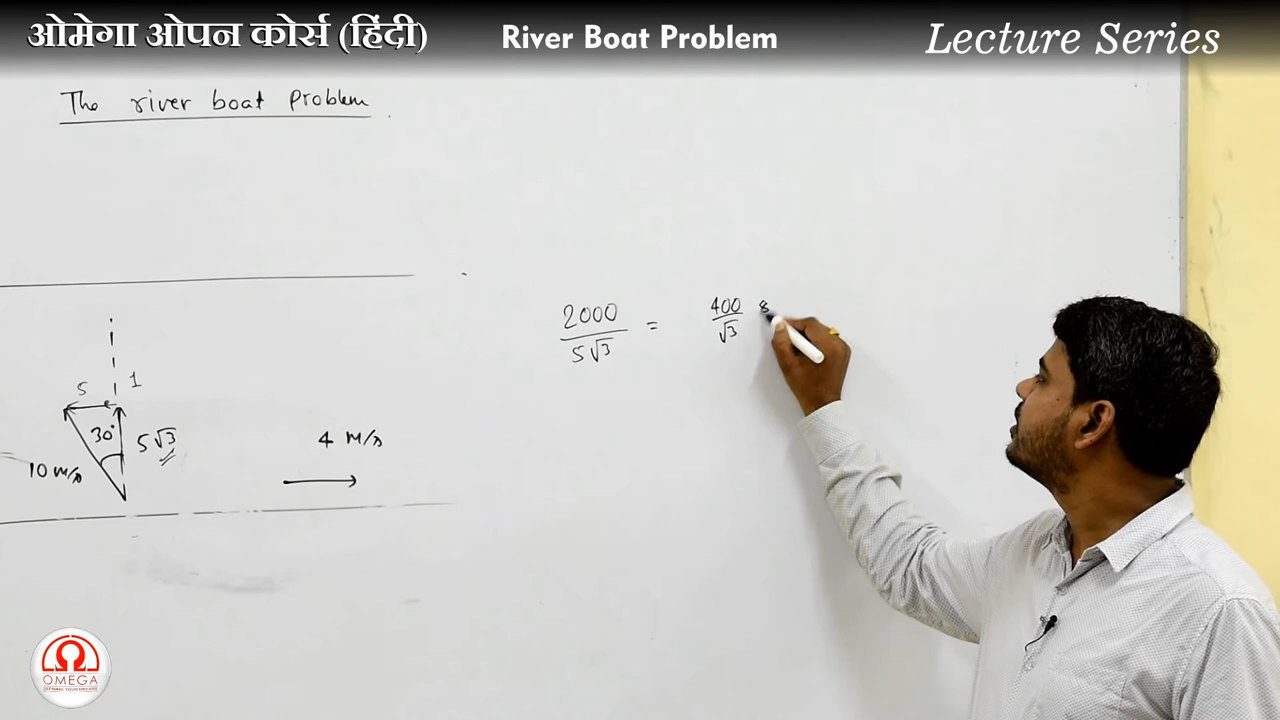 ओमेगा ओपन कोर्स (हिंदी) River Boat Problem Lecture Series
The river boat problem
2000 / 5√3 = 400 / √3 8
5 1
30°
5√3
10 m/s
4 m/s
Ω
OMEGA